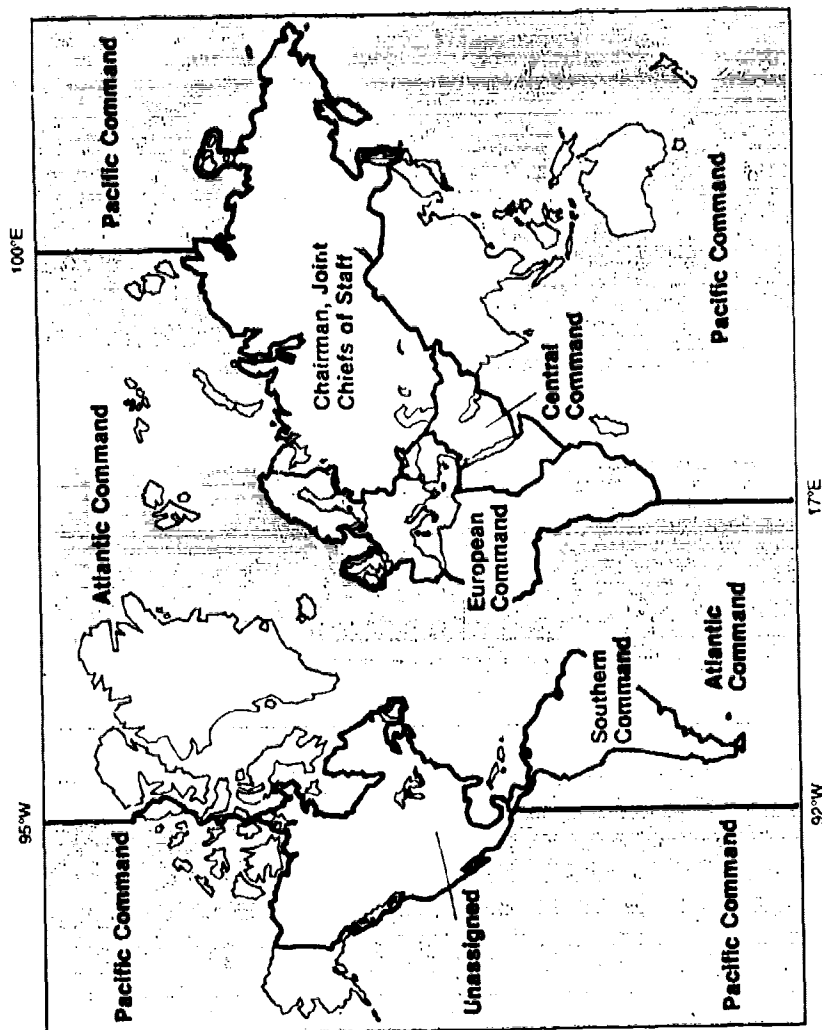 95°W
100°E
Pacific Command
Atlantic Command
Pacific Command
Chairman, Joint
Chiefs of Staff
Unassigned
European
Command
Central
Command
Southern
Command
Pacific Command
Atlantic
Command
Pacific Command
92°W
17°E